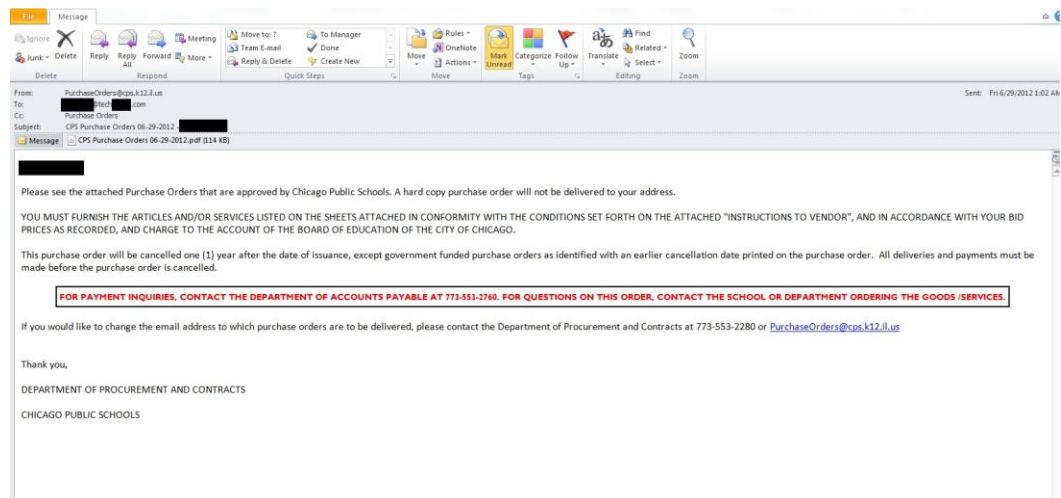 File Message
Ignore Delete Reply Reply All Forward Meeting Move to: ? To Manager Move Rules OneNote Mark Unread Categorize Follow Up Translate Find Related Zoom
Junk More Team E-mail Done Actions Select
Reply & Delete Create New
Delete Respond Quick Steps Move Tags Editing Zoom
From: PurchaseOrders@cps.k12.il.us Sent: Fri 6/29/2012 1:02 AM
To: @tech .com
Cc: Purchase Orders
Subject: CPS Purchase Orders 06-29-2012 -
Message CPS Purchase Orders 06-29-2012.pdf (114 KB)
Please see the attached Purchase Orders that are approved by Chicago Public Schools. A hard copy purchase order will not be delivered to your address.
YOU MUST FURNISH THE ARTICLES AND/OR SERVICES LISTED ON THE SHEETS ATTACHED IN CONFORMITY WITH THE CONDITIONS SET FORTH ON THE ATTACHED "INSTRUCTIONS TO VENDOR", AND IN ACCORDANCE WITH YOUR BID
PRICES AS RECORDED, AND CHARGE TO THE ACCOUNT OF THE BOARD OF EDUCATION OF THE CITY OF CHICAGO.
This purchase order will be cancelled one (1) year after the date of issuance, except government funded purchase orders as identified with an earlier cancellation date printed on the purchase order. All deliveries and payments must be
made before the purchase order is cancelled.
FOR PAYMENT INQUIRIES, CONTACT THE DEPARTMENT OF ACCOUNTS PAYABLE AT 773-553-2760. FOR QUESTIONS ON THIS ORDER, CONTACT THE SCHOOL OR DEPARTMENT ORDERING THE GOODS /SERVICES.
If you would like to change the email address to which purchase orders are to be delivered, please contact the Department of Procurement and Contracts at 773-553-2280 or PurchaseOrders@cps.k12.il.us
Thank you,
DEPARTMENT OF PROCUREMENT AND CONTRACTS
CHICAGO PUBLIC SCHOOLS